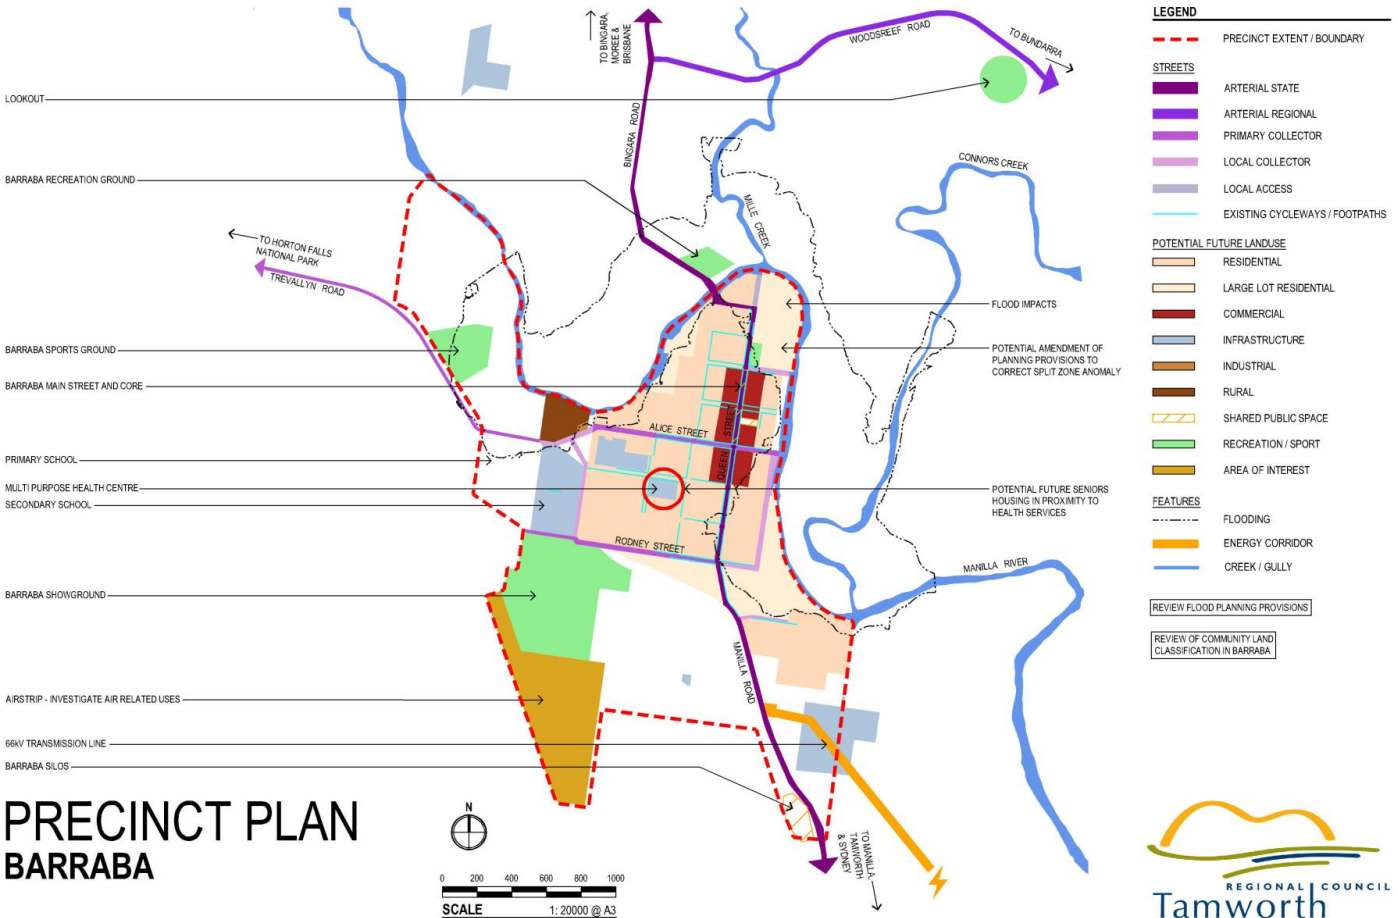 TO BINGARA,
MOREE &
BRISBANE
WOODSREEF ROAD
TO BUNDARRA
BINGARA ROAD
CONNORS CREEK
MILLE CREEK
TO HORTON FALLS
NATIONAL PARK
TREVALLYN ROAD
LOOKOUT
BARRABA RECREATION GROUND
BARRABA SPORTS GROUND
BARRABA MAIN STREET AND CORE
PRIMARY SCHOOL
MULTI PURPOSE HEALTH CENTRE
SECONDARY SCHOOL
BARRABA SHOWGROUND
AIRSTRIP - INVESTIGATE AIR RELATED USES
66kV TRANSMISSION LINE
BARRABA SILOS
FLOOD IMPACTS
POTENTIAL AMENDMENT OF
PLANNING PROVISIONS TO
CORRECT SPLIT ZONE ANOMALY
ALICE STREET
QUEEN STREET
POTENTIAL FUTURE SENIORS
HOUSING IN PROXIMITY TO
HEALTH SERVICES
RODNEY STREET
MANILLA RIVER
MANILLA ROAD
TO MANILLA,
TAMWORTH
& SYDNEY
PRECINCT PLAN
BARRABA
N
0 200 400 600 800 1000
SCALE 1: 20000 @ A3
LEGEND
PRECINCT EXTENT / BOUNDARY
STREETS
ARTERIAL STATE
ARTERIAL REGIONAL
PRIMARY COLLECTOR
LOCAL COLLECTOR
LOCAL ACCESS
EXISTING CYCLEWAYS / FOOTPATHS
POTENTIAL FUTURE LANDUSE
RESIDENTIAL
LARGE LOT RESIDENTIAL
COMMERCIAL
INFRASTRUCTURE
INDUSTRIAL
RURAL
SHARED PUBLIC SPACE
RECREATION / SPORT
AREA OF INTEREST
FEATURES
FLOODING
ENERGY CORRIDOR
CREEK / GULLY
REVIEW FLOOD PLANNING PROVISIONS
REVIEW OF COMMUNITY LAND
CLASSIFICATION IN BARRABA
REGIONAL COUNCIL
Tamworth